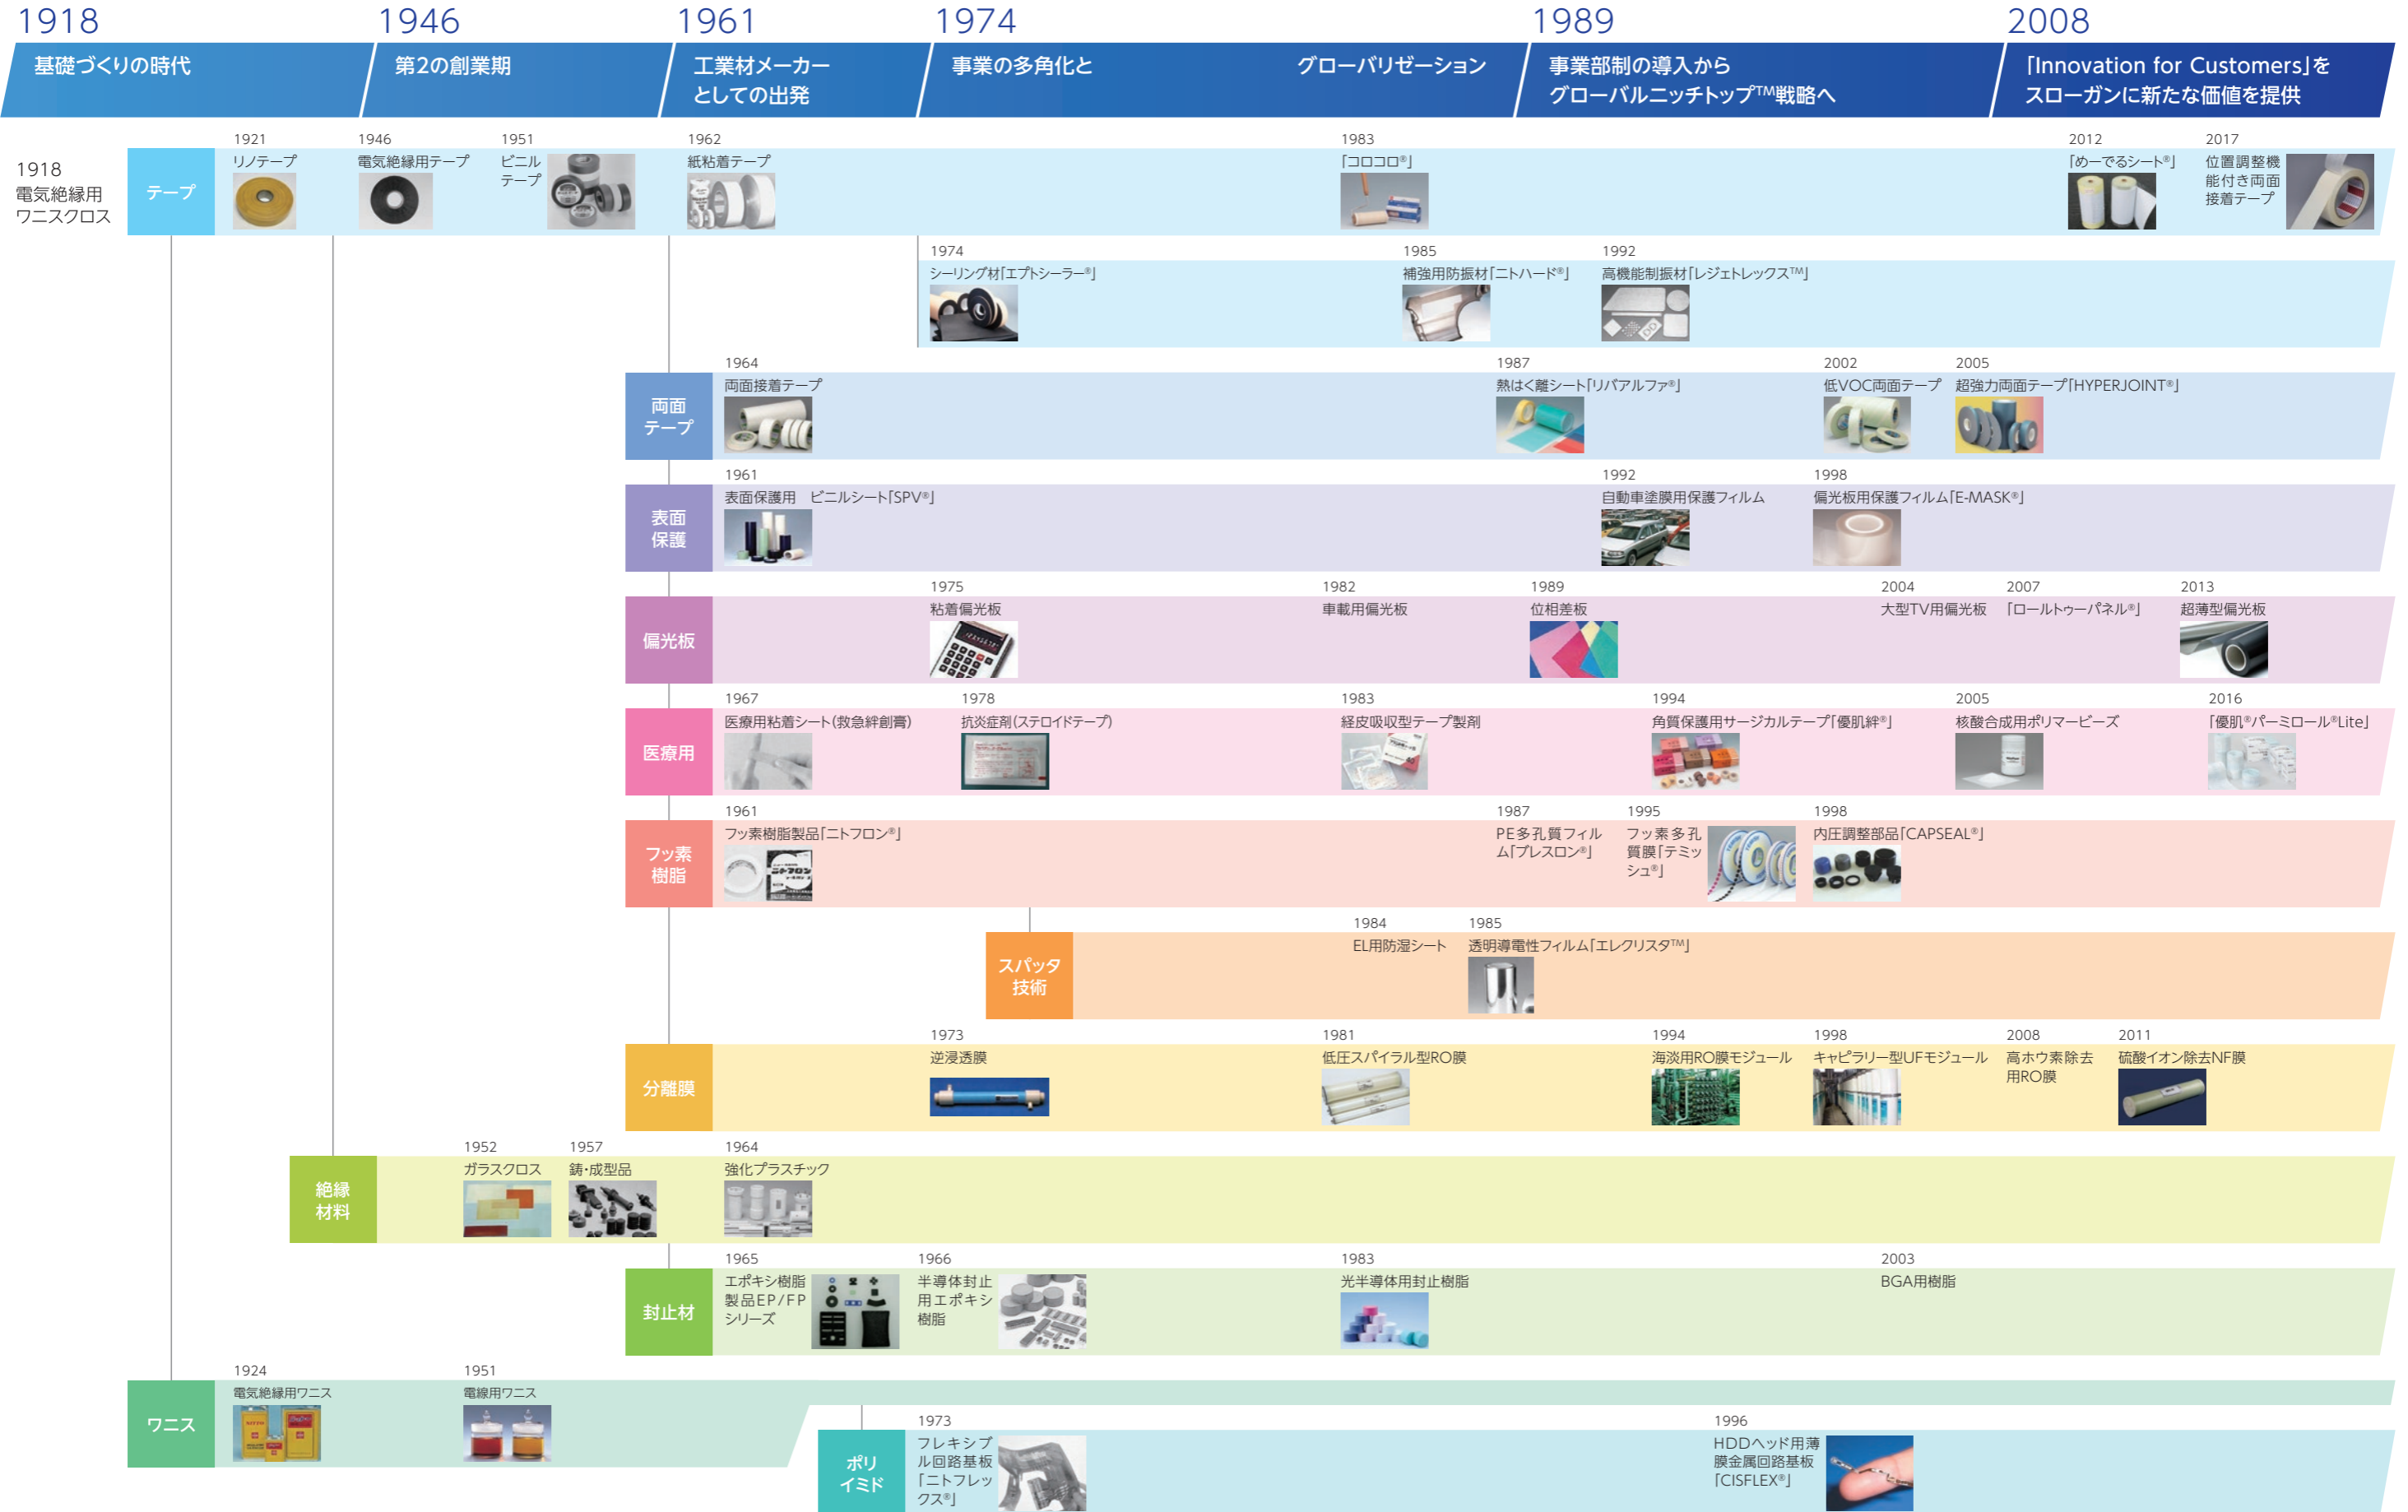 1918
1946
1961
1974
1989
2008
基礎づくりの時代
第2の創業期
工業材メーカー
としての出発
事業の多角化と
グローバリゼーション
事業部制の導入から
グローバルニッチトップ™戦略へ
「Innovation for Customers」を
スローガンに新たな価値を提供
1918
電気絶縁用
ワニスクロス
テープ
1921
リノテープ
1946
電気絶縁用テープ
1951
ビニル
テープ
1962
紙粘着テープ
1983
「コロコロ®」
2012
「めーでるシート®」
2017
位置調整機
能付き両面
接着テープ
1974
シーリング材「エプトシーラー®」
1985
補強用防振材「ニトハード®」
1992
高機能制振材「レジェトレックス™」
両面
テープ
1964
両面接着テープ
1987
熱はく離シート「リバアルファ®」
2002
低VOC両面テープ
2005
超強力両面テープ「HYPERJOINT®」
表面
保護
1961
表面保護用　ビニルシート「SPV®」
1992
自動車塗膜用保護フィルム
1998
偏光板用保護フィルム「E-MASK®」
偏光板
1975
粘着偏光板
1982
車載用偏光板
1989
位相差板
2004
大型TV用偏光板
2007
「ロールトゥーパネル®」
2013
超薄型偏光板
医療用
1967
医療用粘着シート(救急絆創膏)
1978
抗炎症剤(ステロイドテープ)
1983
経皮吸収型テープ製剤
1994
角質保護用サージカルテープ「優肌絆®」
2005
核酸合成用ポリマービーズ
2016
「優肌®パーミロール®Lite」
フッ素
樹脂
1961
フッ素樹脂製品「ニトフロン®」
ニトフロン
1987
PE多孔質フィル
ム「ブレスロン®」
1995
フッ素多孔
質膜「テミッ
シュ®」
1998
内圧調整部品「CAPSEAL®」
スパッタ
技術
1984
EL用防湿シート
1985
透明導電性フィルム「エレクリスタ™」
分離膜
1973
逆浸透膜
1981
低圧スパイラル型RO膜
1994
海淡用RO膜モジュール
1998
キャピラリー型UFモジュール
2008
高ホウ素除去
用RO膜
2011
硫酸イオン除去NF膜
絶縁
材料
1952
ガラスクロス
1957
鋳・成型品
1964
強化プラスチック
封止材
1965
エポキシ樹脂
製品EP/FP
シリーズ
1966
半導体封止
用エポキシ
樹脂
1983
光半導体用封止樹脂
2003
BGA用樹脂
ワニス
1924
電気絶縁用ワニス
1951
電線用ワニス
ポリ
イミド
1973
フレキシブ
ル回路基板
「ニトフレッ
クス®」
1996
HDDヘッド用薄
膜金属回路基板
「CISFLEX®」